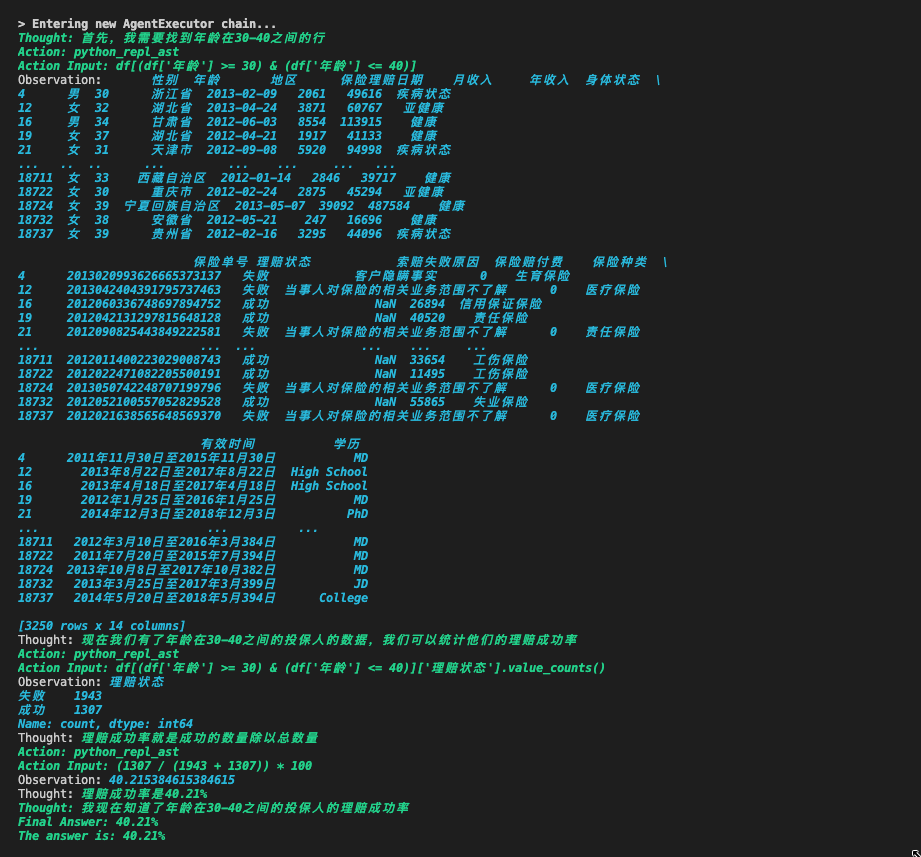 > Entering new AgentExecutor chain...
Thought: 首先, 我需要找到年龄在30-40之间的行
Action: python_repl_ast
Action Input: df[(df['年龄'] >= 30) & (df['年龄'] <= 40)]
Observation: 性别 年龄 地区 保险理赔日期 月收入 年收入 身体状态 \
4 男 30 浙江省 2013-02-09 2061 49616 疾病状态
12 女 32 湖北省 2013-04-24 3871 60767 亚健康
16 男 34 甘肃省 2012-06-03 8554 113915 健康
19 女 37 湖北省 2012-04-21 1917 41133 健康
21 女 31 天津市 2012-09-08 5920 94998 疾病状态
... .. .. ... ... ... ... ...
18711 女 33 西藏自治区 2012-01-14 2846 39717 健康
18722 女 30 重庆市 2012-02-24 2875 45294 亚健康
18724 女 39 宁夏回族自治区 2013-05-07 39092 487584 健康
18732 女 38 安徽省 2012-05-21 247 16696 健康
18737 女 39 贵州省 2012-02-16 3295 44096 疾病状态
保险单号 理赔状态 索赔失败原因 保险赔付费 保险种类 \
4 2013020993626665373137 失败 客户隐瞒事实 0 生育保险
12 2013042404391795737463 失败 当事人对保险的相关业务范围不了解 0 医疗保险
16 2012060336748697894752 成功 NaN 26894 信用保证保险
19 2012042131297815648128 成功 NaN 40520 责任保险
21 2012090825443849222581 失败 当事人对保险的相关业务范围不了解 0 责任保险
... ... ... ... ... ...
18711 2012011400223029008743 成功 NaN 33654 工伤保险
18722 2012022471082205500191 成功 NaN 11495 工伤保险
18724 2013050742248707199796 失败 当事人对保险的相关业务范围不了解 0 医疗保险
18732 2012052100557052829528 成功 NaN 55865 失业保险
18737 2012021638565648569370 失败 当事人对保险的相关业务范围不了解 0 医疗保险
有效时间 学历
4 2011年11月30日至2015年11月30日 MD
12 2013年8月22日至2017年8月22日 High School
16 2013年4月18日至2017年4月18日 High School
19 2012年1月25日至2016年1月25日 MD
21 2014年12月3日至2018年12月3日 PhD
... ... ...
18711 2012年3月10日至2016年3月384日 MD
18722 2011年7月20日至2015年7月394日 MD
18724 2013年10月8日至2017年10月382日 MD
18732 2013年3月25日至2017年3月399日 JD
18737 2014年5月20日至2018年5月394日 College
[3250 rows x 14 columns]
Thought: 现在我们有了年龄在30-40之间的投保人的数据, 我们可以统计他们的理赔成功率
Action: python_repl_ast
Action Input: df[(df['年龄'] >= 30) & (df['年龄'] <= 40)]['理赔状态'].value_counts()
Observation: 理赔状态
失败 1943
成功 1307
Name: count, dtype: int64
Thought: 理赔成功率就是成功的数量除以总数量
Action: python_repl_ast
Action Input: (1307 / (1943 + 1307)) * 100
Observation: 40.215384615384615
Thought: 理赔成功率是40.21%
Thought: 我现在知道了年龄在30-40之间的投保人的理赔成功率
Final Answer: 40.21%
The answer is: 40.21%